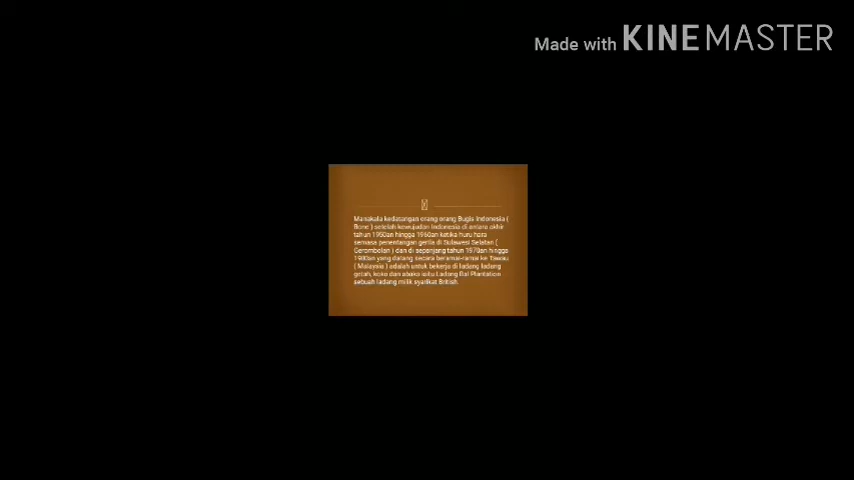 Made with KINEMASTER
Manakala kedatangan orang orang Bugis Indonesia (
Bone ) setelah kewujudan Indonesia di antara akhir
tahun 1950an hingga 1960an ketika huru hara
semasa penentangan gerila di Sulawesi Selatan (
Gerombolan ) dan di sepanjang tahun 1970an hingga
1980an yang datang secara beramai-ramai ke Tawau
( Malaysia ) adalah untuk bekerja di ladang ladang
getah, koko dan abaka iaitu Ladang Bal Plantation
sebuah ladang milik syarikat British.